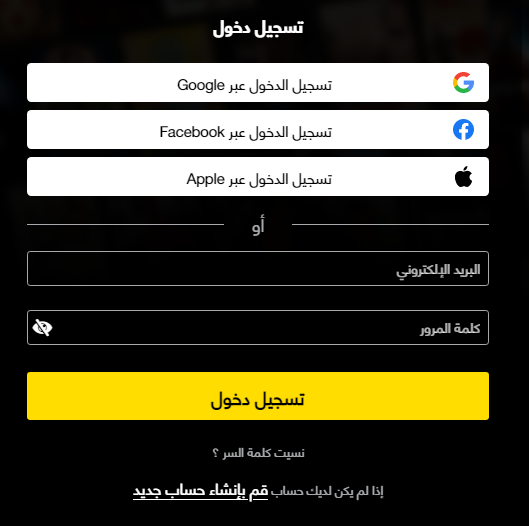 تسجيل دخول
تسجيل الدخول عبر Google
تسجيل الدخول عبر Facebook
تسجيل الدخول عبر Apple
أو
البريد الإلكتروني
كلمة المرور
تسجيل دخول
نسيت كلمة السر ؟
إذا لم يكن لديك حساب قم بإنشاء حساب جديد